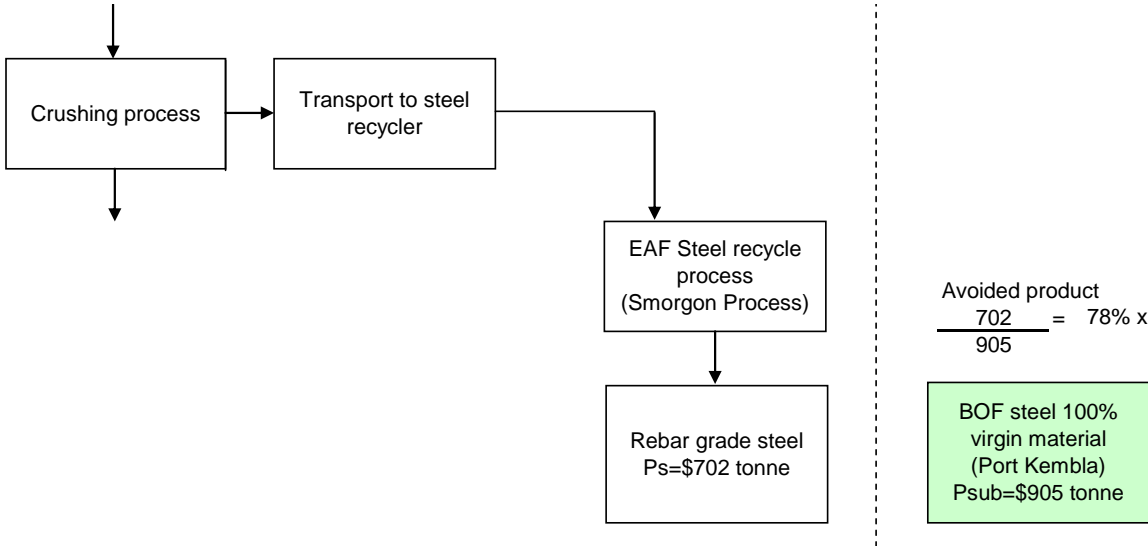 Crushing process
Transport to steel
recycler
EAF Steel recycle
process
(Smorgon Process)
Rebar grade steel
Ps=$702 tonne
Avoided product
702
= 78% x
905
BOF steel 100%
virgin material
(Port Kembla)
Psub=$905 tonne